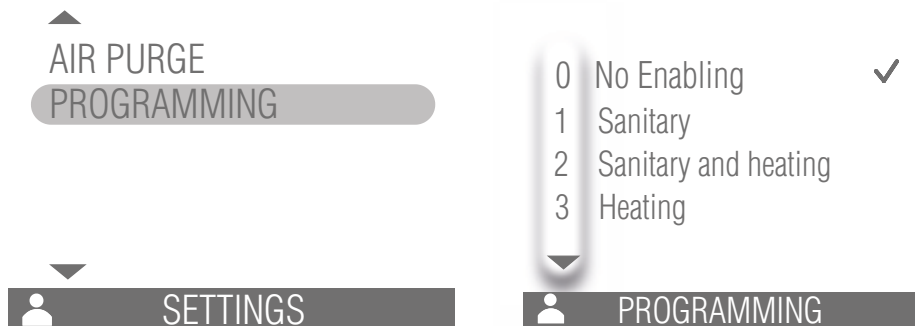 AIR PURGE
PROGRAMMING
SETTINGS
0 No Enabling
1 Sanitary
2 Sanitary and heating
3 Heating
PROGRAMMING